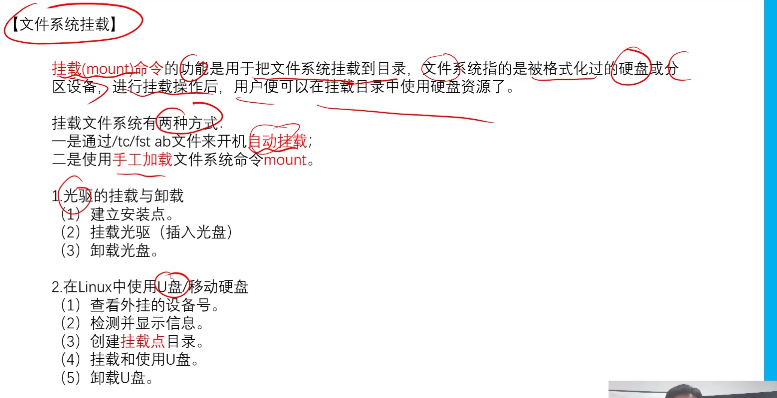 【文件系统挂载】
挂载(mount)命令的功能是用于把文件系统挂载到目录，文件系统指的是被格式化过的硬盘或分
区设备，进行挂载操作后，用户便可以在挂载目录中使用硬盘资源了。
挂载文件系统有两种方式：
一是通过/tc/fst ab文件来开机自动挂载；
二是使用手工加载文件系统命令mount。
1.光驱的挂载与卸载
（1）建立安装点。
（2）挂载光驱（插入光盘）
（3）卸载光盘。
2.在Linux中使用U盘/移动硬盘
（1）查看外挂的设备号。
（2）检测并显示信息。
（3）创建挂载点目录。
（4）挂载和使用U盘。
（5）卸载U盘。